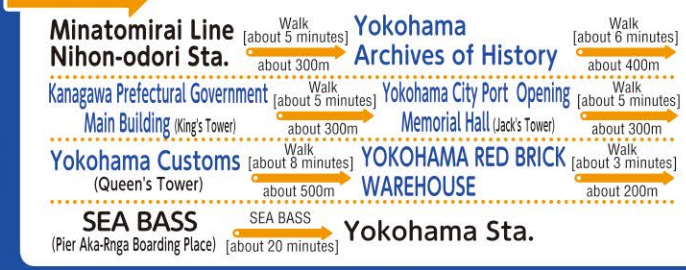 Minatomirai Line
Nihon-odori Sta.
Walk
[about 5 minutes]
about 300m
Yokohama
Archives of History
Walk
[about 6 minutes]
about 400m
Kanagawa Prefectural Government
Main Building (King's Tower)
Walk
[about 5 minutes]
about 300m
Yokohama City Port Opening
Memorial Hall (Jack's Tower)
Walk
[about 5 minutes]
about 300m
Yokohama Customs
(Queen's Tower)
Walk
[about 8 minutes]
about 500m
YOKOHAMA RED BRICK
WAREHOUSE
Walk
[about 3 minutes]
about 200m
SEA BASS
(Pier Aka-Rnga Boarding Place)
SEA BASS
[about 20 minutes]
Yokohama Sta.